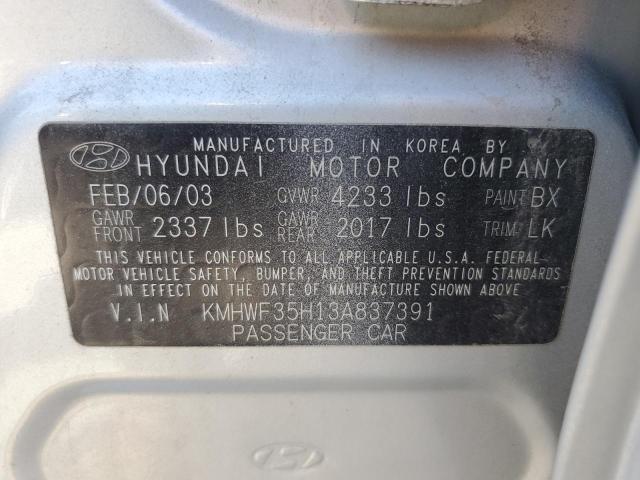 MANUFACTURED IN KOREA BY
HYUNDAI MOTOR COMPANY
FEB/06/03 GVWR 4233 lbs PAINT BX
GAWR FRONT 2337 lbs GAWR REAR 2017 lbs TRIM LK
THIS VEHICLE CONFORMS TO ALL APPLICABLE U.S.A. FEDERAL
MOTOR VEHICLE SAFETY, BUMPER, AND THEFT PREVENTION STANDARDS
IN EFFECT ON THE DATE OF MANUFACTURE SHOWN ABOVE
V.I.N KMHWF35H13A837391
PASSENGER CAR